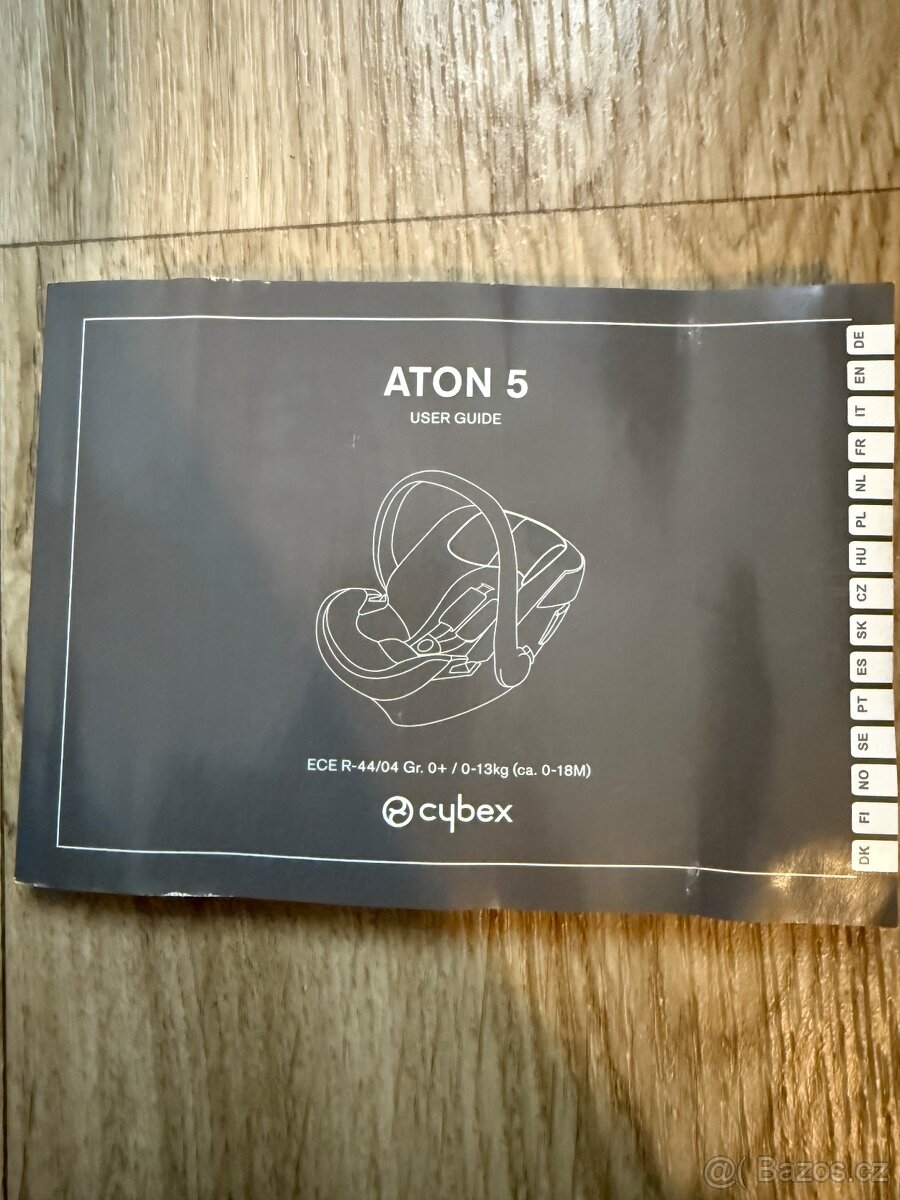 ATON 5
USER GUIDE
ECE R-44/04 Gr. 0+ / 0-13kg (ca. 0-18M)
cybex
DE
EN
IT
FR
NL
PL
HU
CZ
SK
ES
PT
SE
NO
FI
DK
@( Bazos.cz